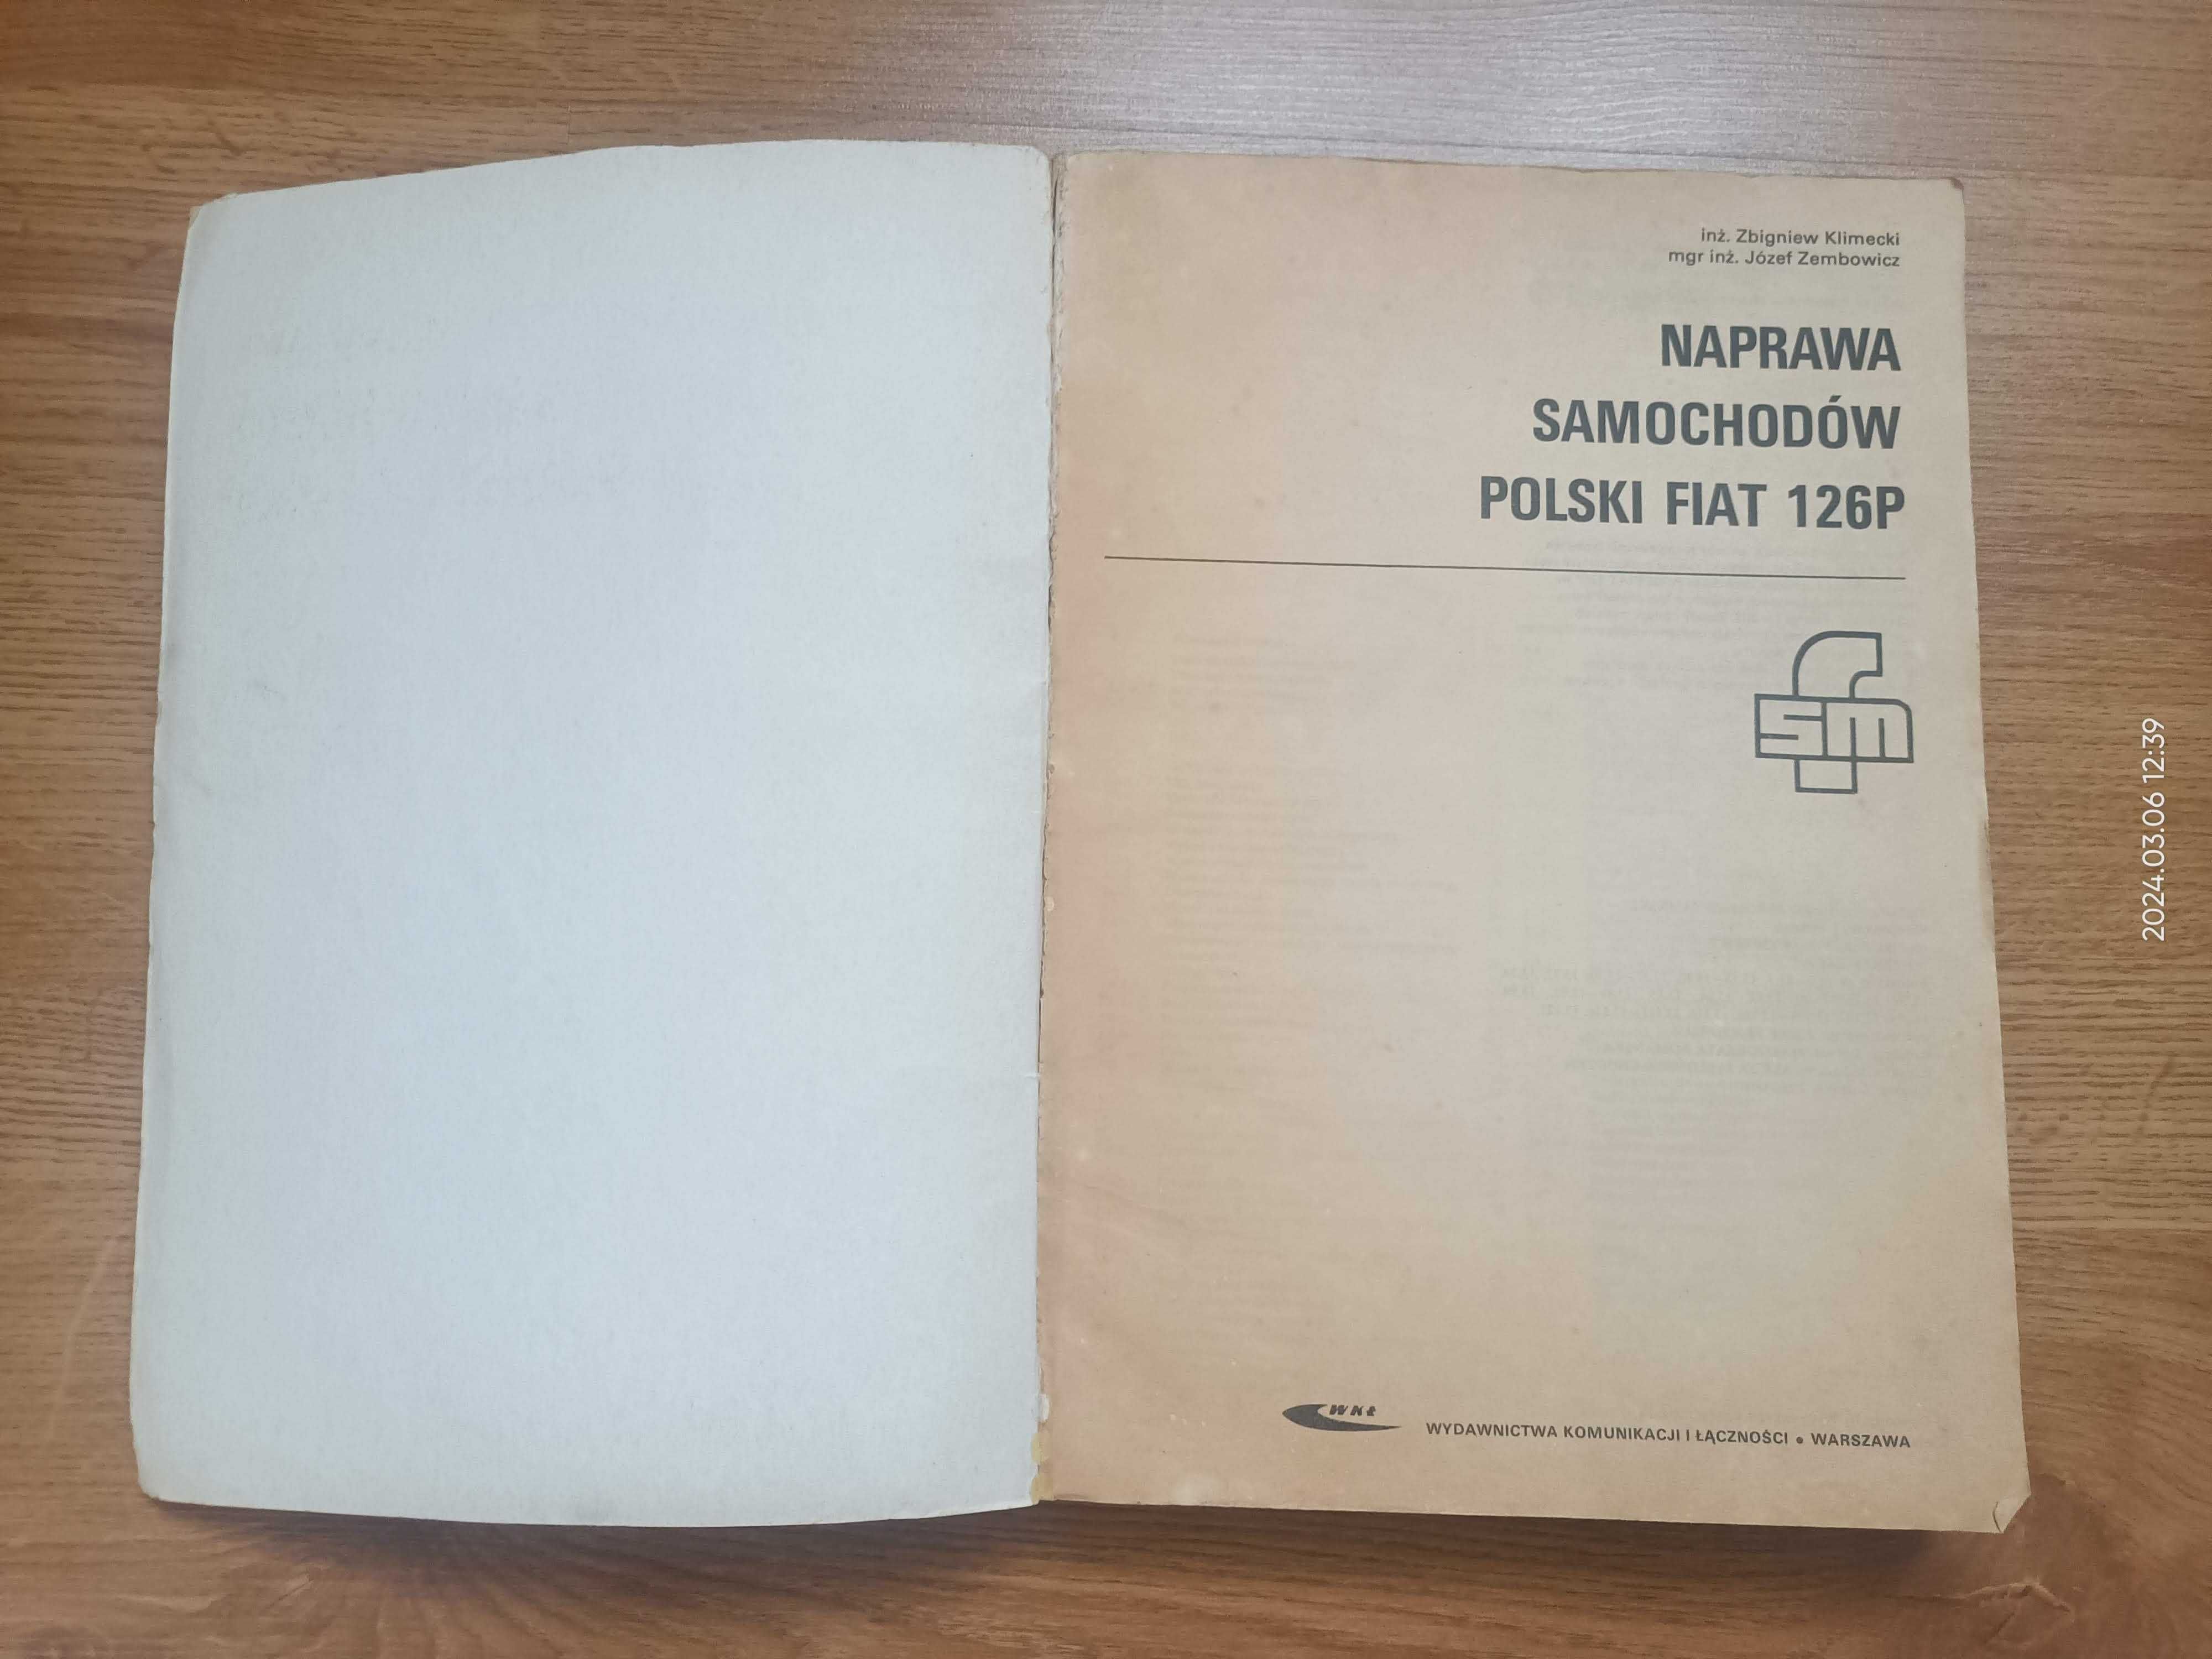 inż. Zbigniew Klimecki
mgr inż. Józef Zembowicz
NAPRAWA
SAMOCHODÓW
POLSKI FIAT 126P
fsm
WKŁ
WYDAWNICTWA KOMUNIKACJI I ŁĄCZNOŚCI • WARSZAWA
2024.03.06 12:39